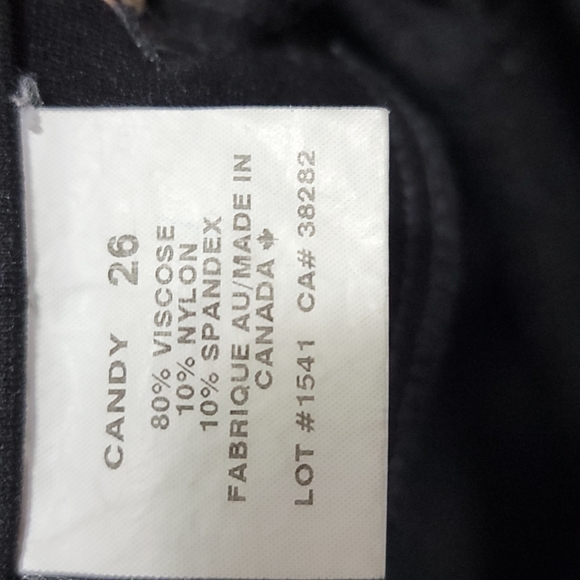 CANDY 26
80% VISCOSE
10% NYLON
10% SPANDEX
FABRIQUE AU/MADE IN
CANADA
LOT #1541 CA# 38282